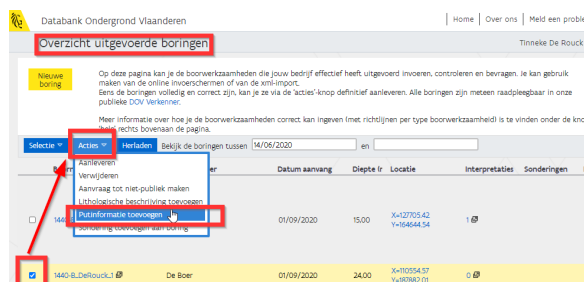 Databank Ondergrond Vlaanderen
Home Over ons Meld een proble
Overzicht uitgevoerde boringen
Tinneke De Rouck
Nieuwe
boring
Op deze pagina kan je de boorwerkzaamheden die jouw bedrijf effectief heeft uitgevoerd invoeren, controleren en bevragen. Je kan gebruik
maken van de online invoerschermen of van de
xml-import.
Eens de boringen volledig en correct zijn, kan je ze via de 'acties'-knop definitief aanleveren. Alle boringen zijn meteen raadpleegbaar in onze
publieke DOV Verkenner.
Meer informatie over hoe je de boorwerkzaamheden correct kan ingeven (met richtlijnen per type boorwerkzaamheid) is te vinden onder de kno
rechts bovenaan de pagina.
Selectie Acties Herladen Bekijk de boringen tussen 14/06/2020 en
Aanleveren
Verwijderen
Aanvraag tot niet-publiek maken
Lithologische beschrijving toevoegen
Putinformatie toevoegen
Sondering toevoegen aan boring
er Datum aanvang Diepte (r Locatie Interpretaties Sonderingen
01/09/2020 15,00 X=127705.42 1
Y=164644,54
1440-B_DeRouck_1 De Boer 01/09/2020 24,00 X=110554,57 0
Y=187882.01